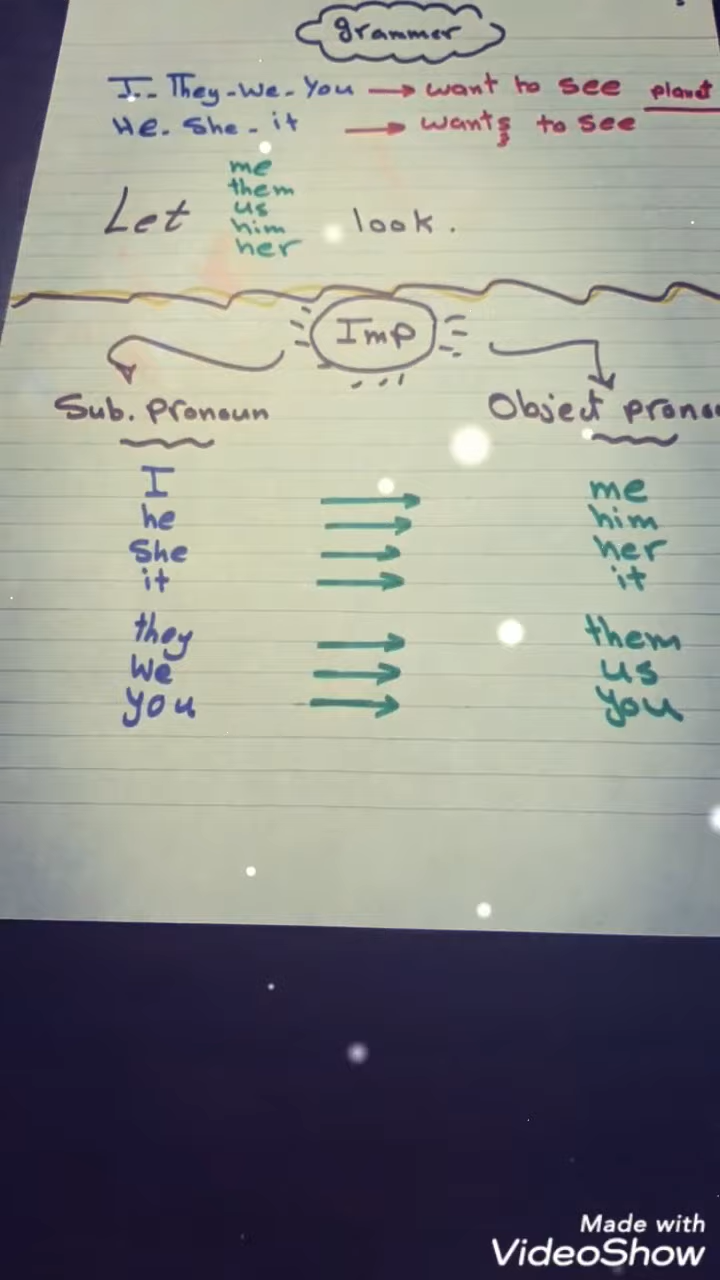 grammer
I - They - We - You → want to see planet
He - She - it → wants to see
me
them
us
him
her
Let look.
Imp
Sub. Pronoun Object
I → me
he → him
She → her
it → it
they → them
We → us
you → you
Made with
VideoShow